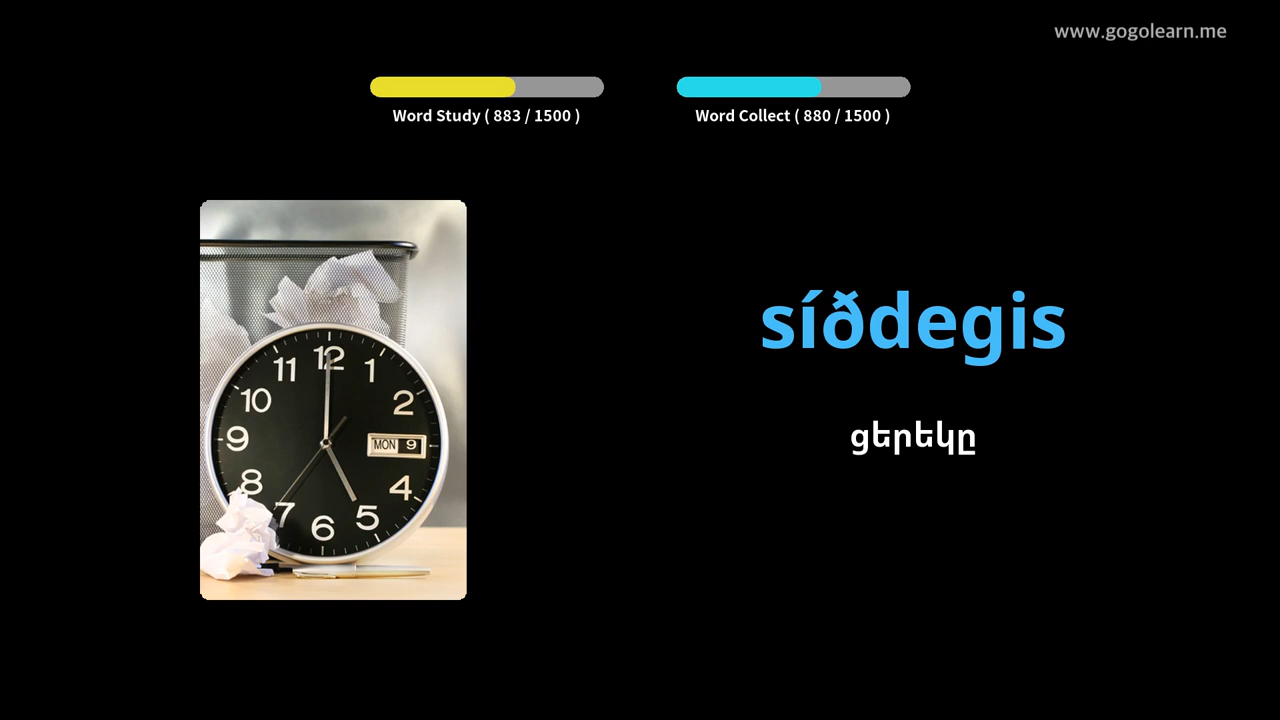 www.gogolearn.me
Word Study ( 883 / 1500 )
Word Collect ( 880 / 1500 )
síðdegis
ցերեկը
12
11
1
10
2
9
MON 9
8
4
7
5
6